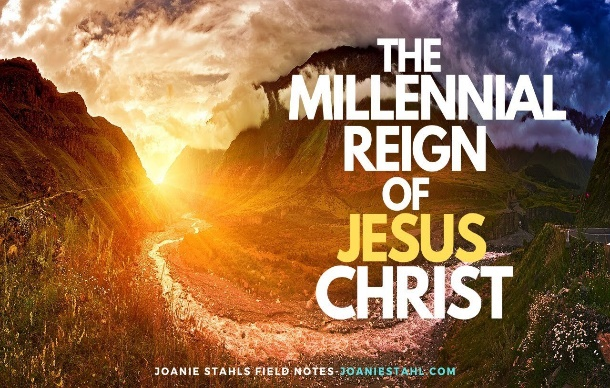 THE
MILLENNIAL
REIGN
OF
JESUS
CHRIST
JOANIE STAHLS FIELD NOTES-JOANIESTAHL.COM